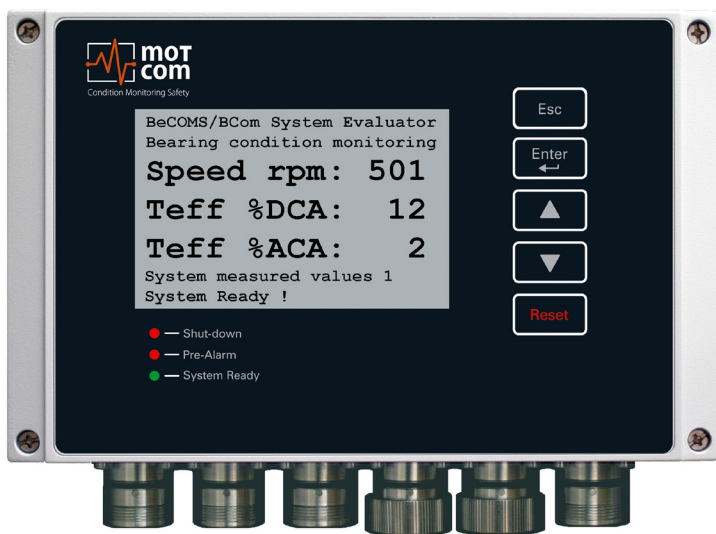 mot
com
Condition Monitoring Safety
BeCOMS/BCom System Evaluator
Bearing condition monitoring
Speed rpm: 501
Teff %DCA: 12
Teff %ACA: 2
System measured values 1
System Ready !
Shut-down
Pre-Alarm
System Ready
Esc
Enter
Reset